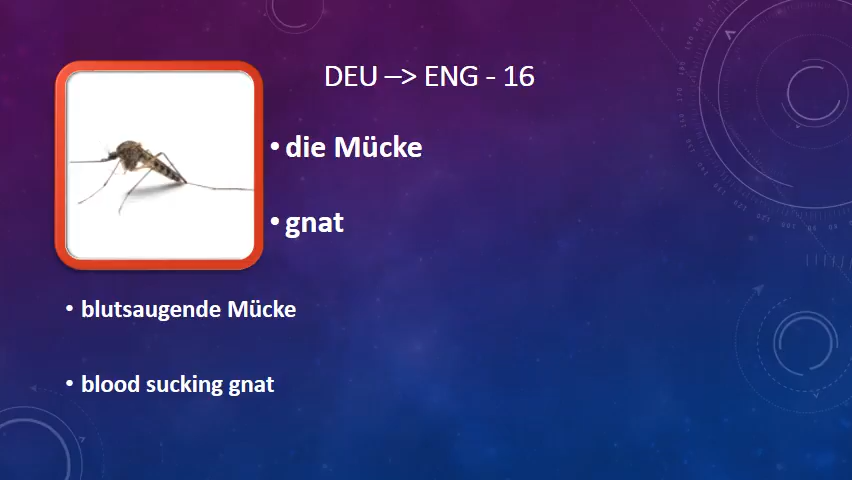 DEU –> ENG - 16
• die Mücke
• gnat
• blutsaugende Mücke
• blood sucking gnat